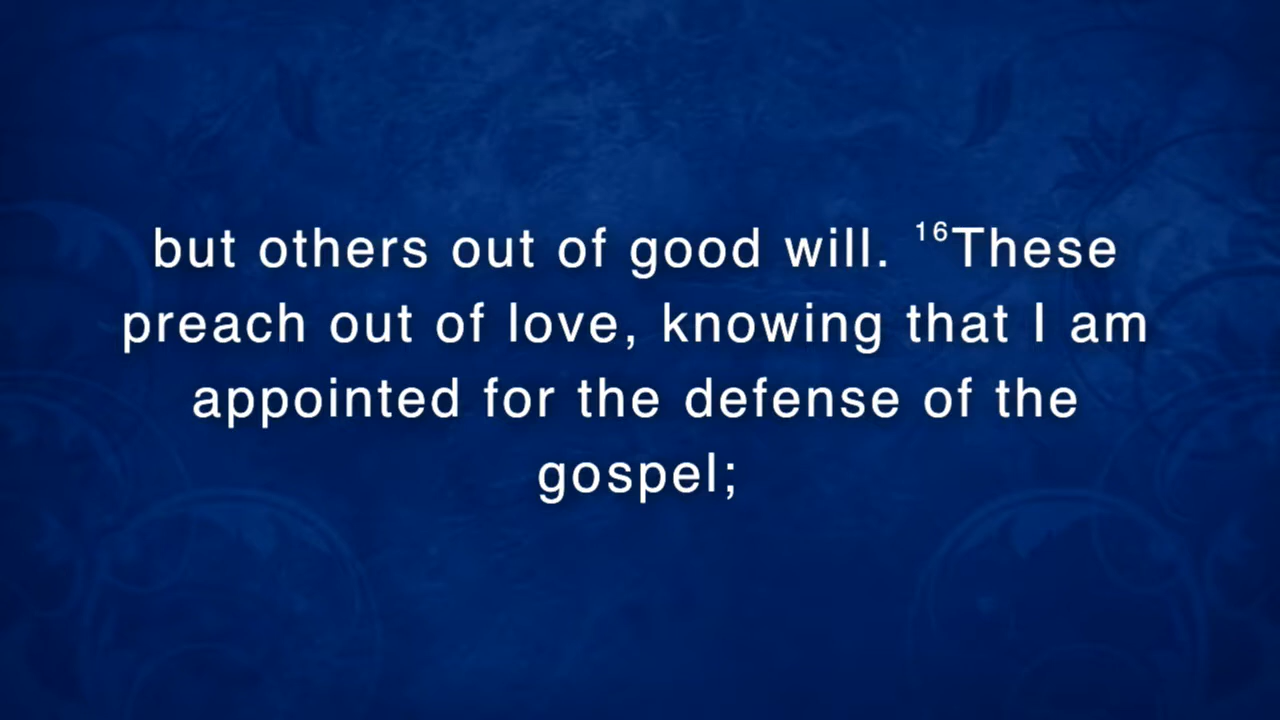 but others out of good will. ¹⁶These
preach out of love, knowing that I am
appointed for the defense of the
gospel;